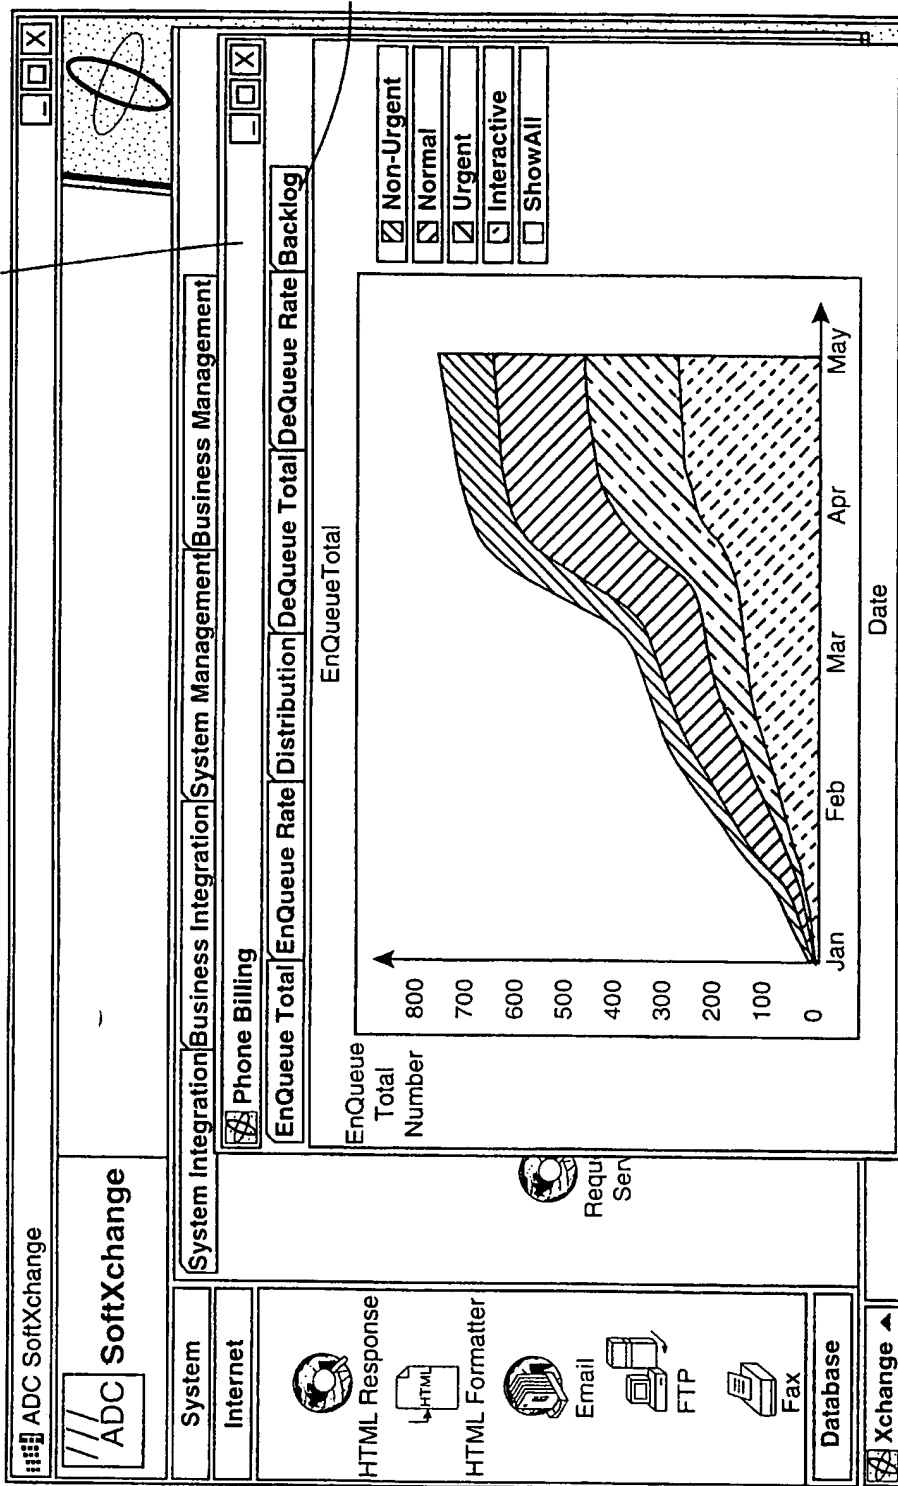 ADC SoftXchange
ADC SoftXchange
System
Internet
HTML Response
HTML
HTML Formatter
Email
FTP
Fax
Database
Xchange
System Integration Business Integration System Management Business Management
Requ
Serv
Phone Billing
EnQueue Total EnQueue Rate Distribution DeQueue Total DeQueue Rate Backlog
EnQueueTotal
EnQueue
Total
Number
800
700
600
500
400
300
200
100
0
Jan Feb Mar Apr May
Date
Non-Urgent
Normal
Urgent
Interactive
ShowAll